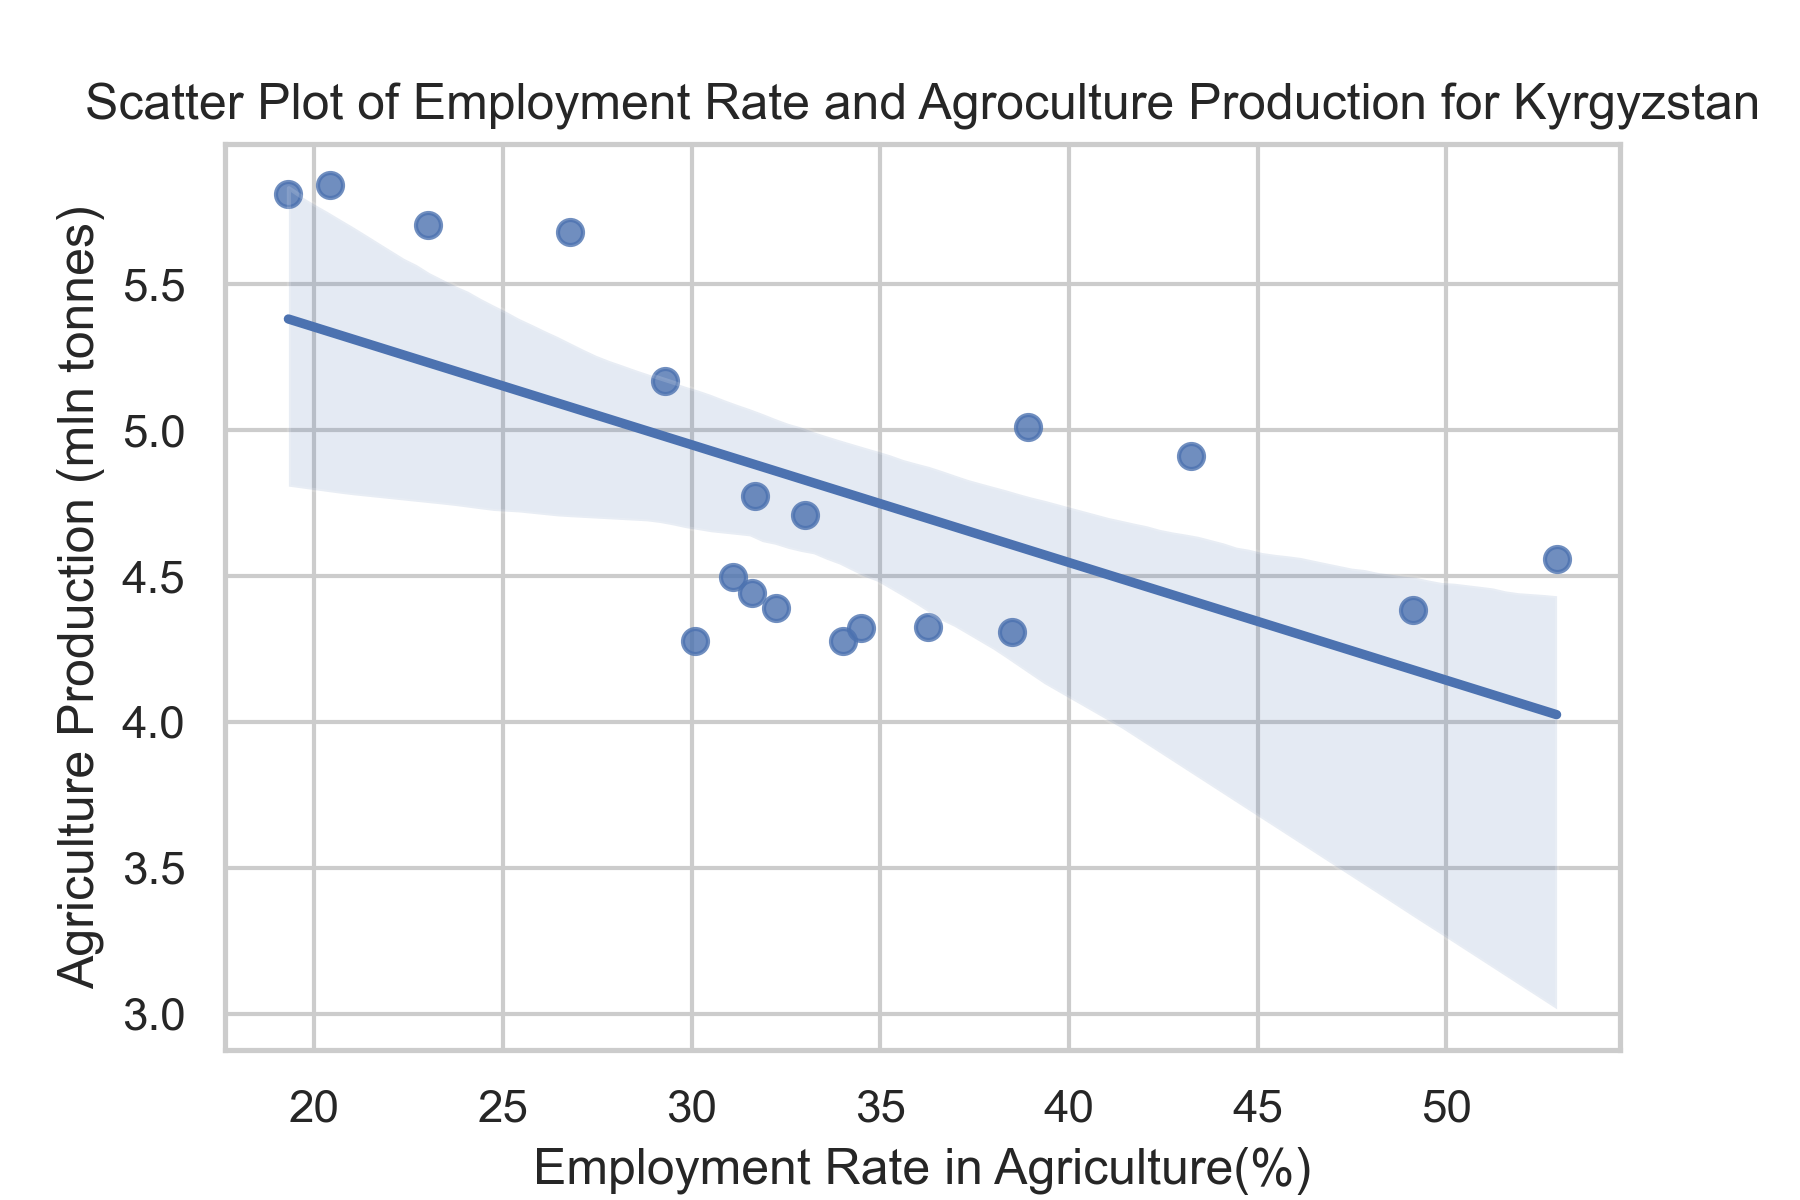 Scatter Plot of Employment Rate and Agroculture Production for Kyrgyzstan
Agriculture Production (mln tonnes)
5.5
5.0
4.5
4.0
3.5
3.0
20 25 30 35 40 45 50
Employment Rate in Agriculture(%)